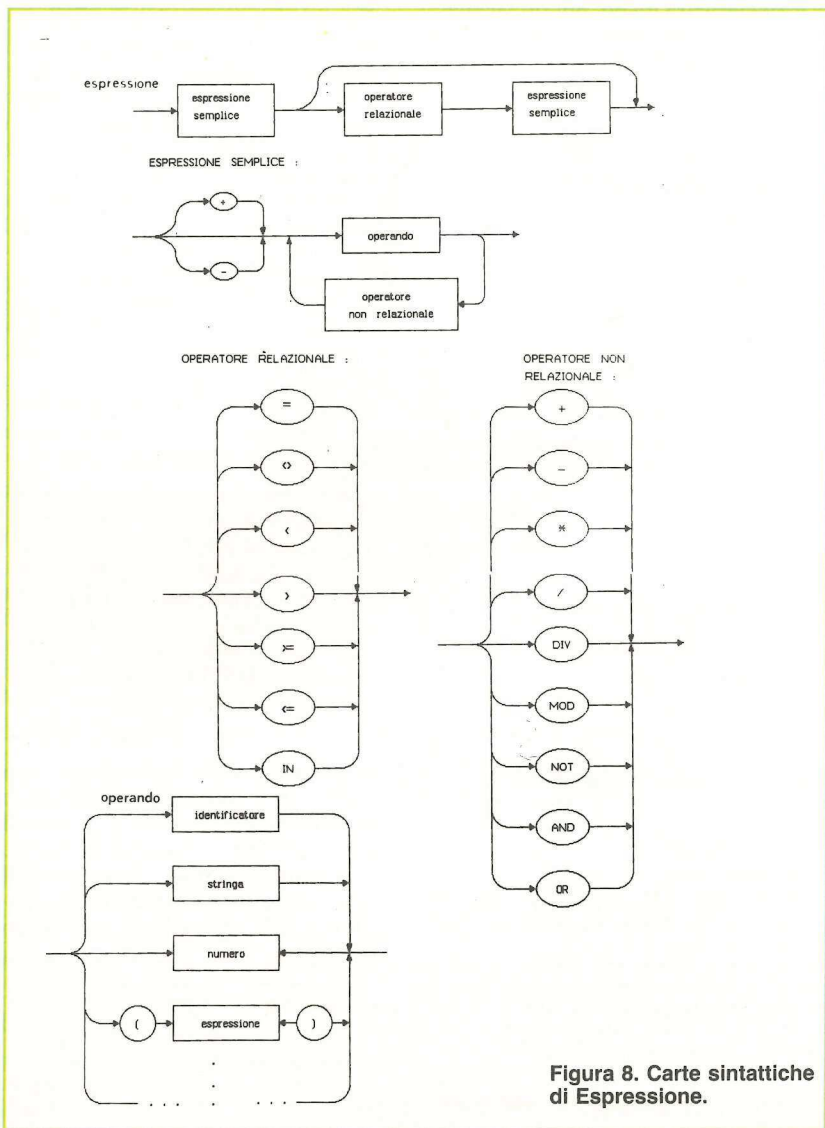 espressione
espressione
semplice
operatore
relazionale
espressione
semplice
ESPRESSIONE SEMPLICE :
+
operando
-
operatore
non relazionale
OPERATORE RELAZIONALE :
=
<>
<
>
>=
<=
IN
OPERATORE NON
RELAZIONALE :
+
-
*
/
DIV
MOD
NOT
AND
OR
operando
identificatore
stringa
numero
( espressione )
. . . . . .
Figura 8. Carte sintattiche
di Espressione.